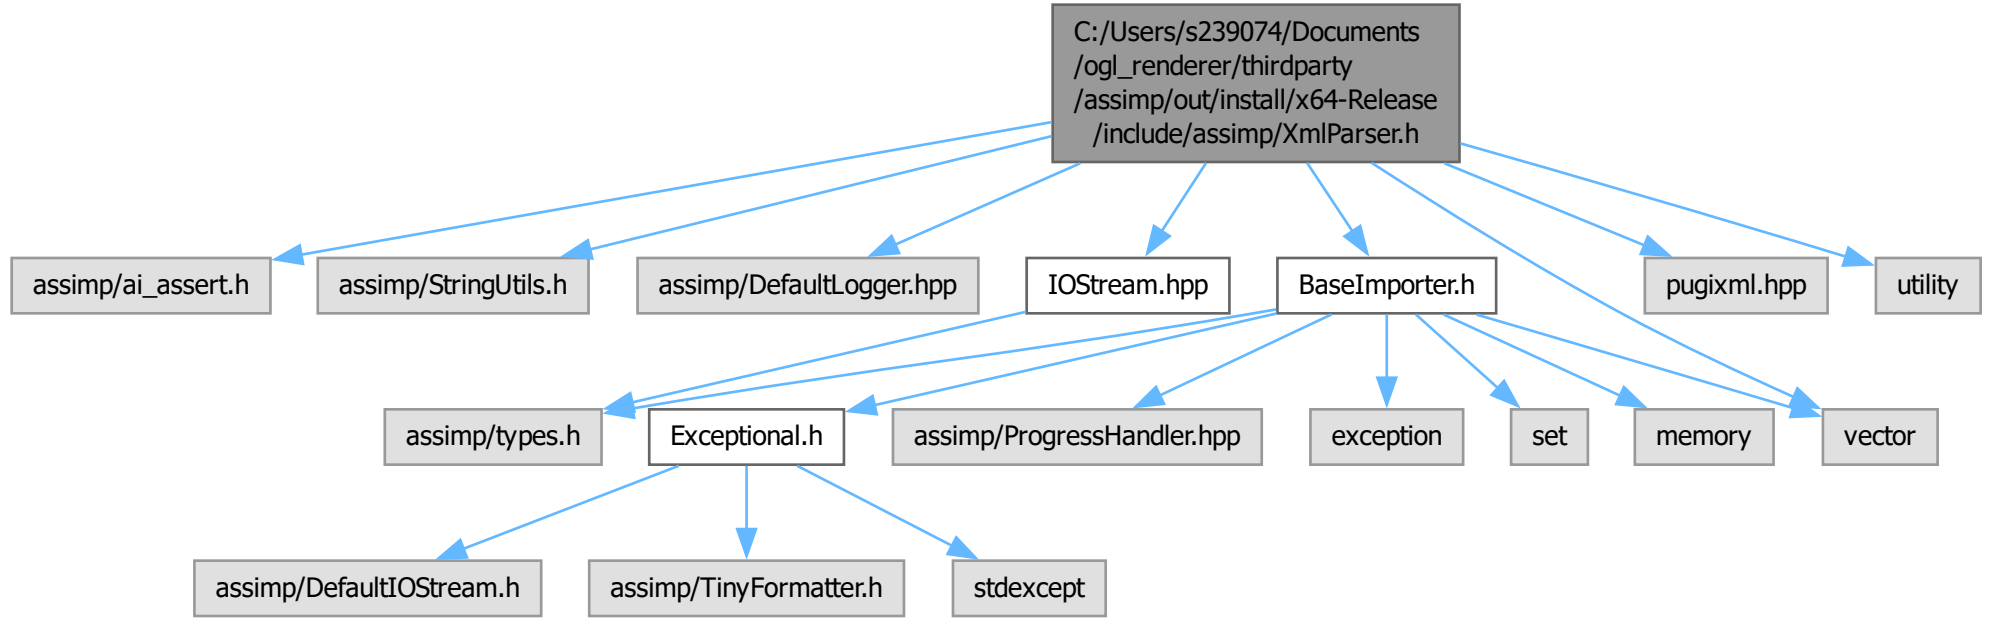 C:/Users/s239074/Documents
/ogl_renderer/thirdparty
/assimp/out/install/x64-Release
/include/assimp/XmlParser.h
assimp/ai_assert.h
assimp/StringUtils.h
assimp/DefaultLogger.hpp
IOStream.hpp
BaseImporter.h
pugixml.hpp
utility
assimp/types.h
Exceptional.h
assimp/ProgressHandler.hpp
exception
set
memory
vector
assimp/DefaultIOStream.h
assimp/TinyFormatter.h
stdexcept